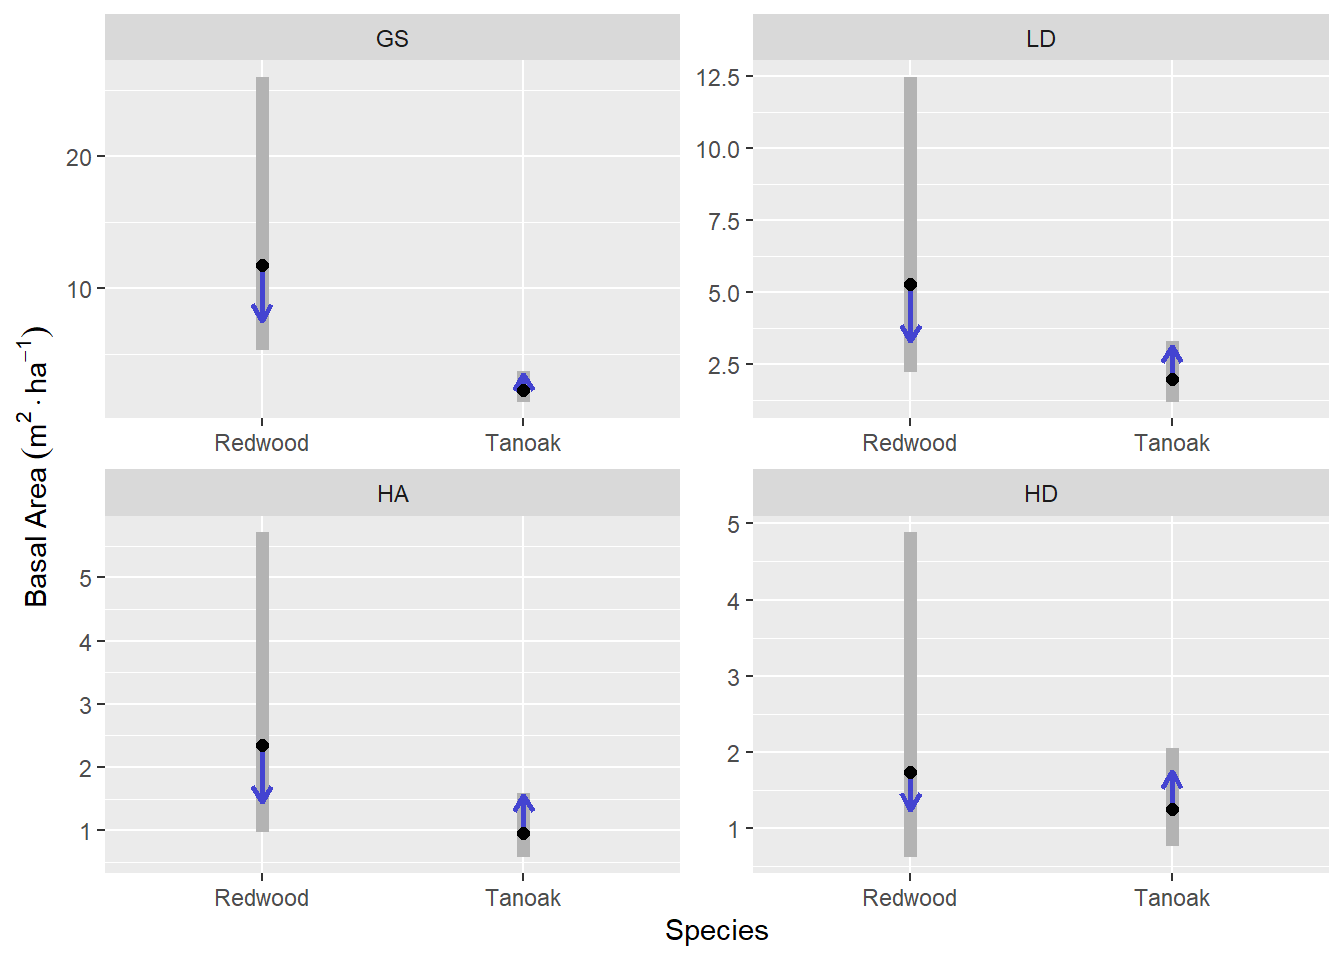 GS
LD
20
10
12.5
10.0
7.5
5.0
2.5
Redwood Tanoak
Redwood Tanoak
HA
HD
5
4
3
2
1
5
4
3
2
1
Redwood Tanoak
Redwood Tanoak
Species
Basal Area (m² · ha⁻¹)